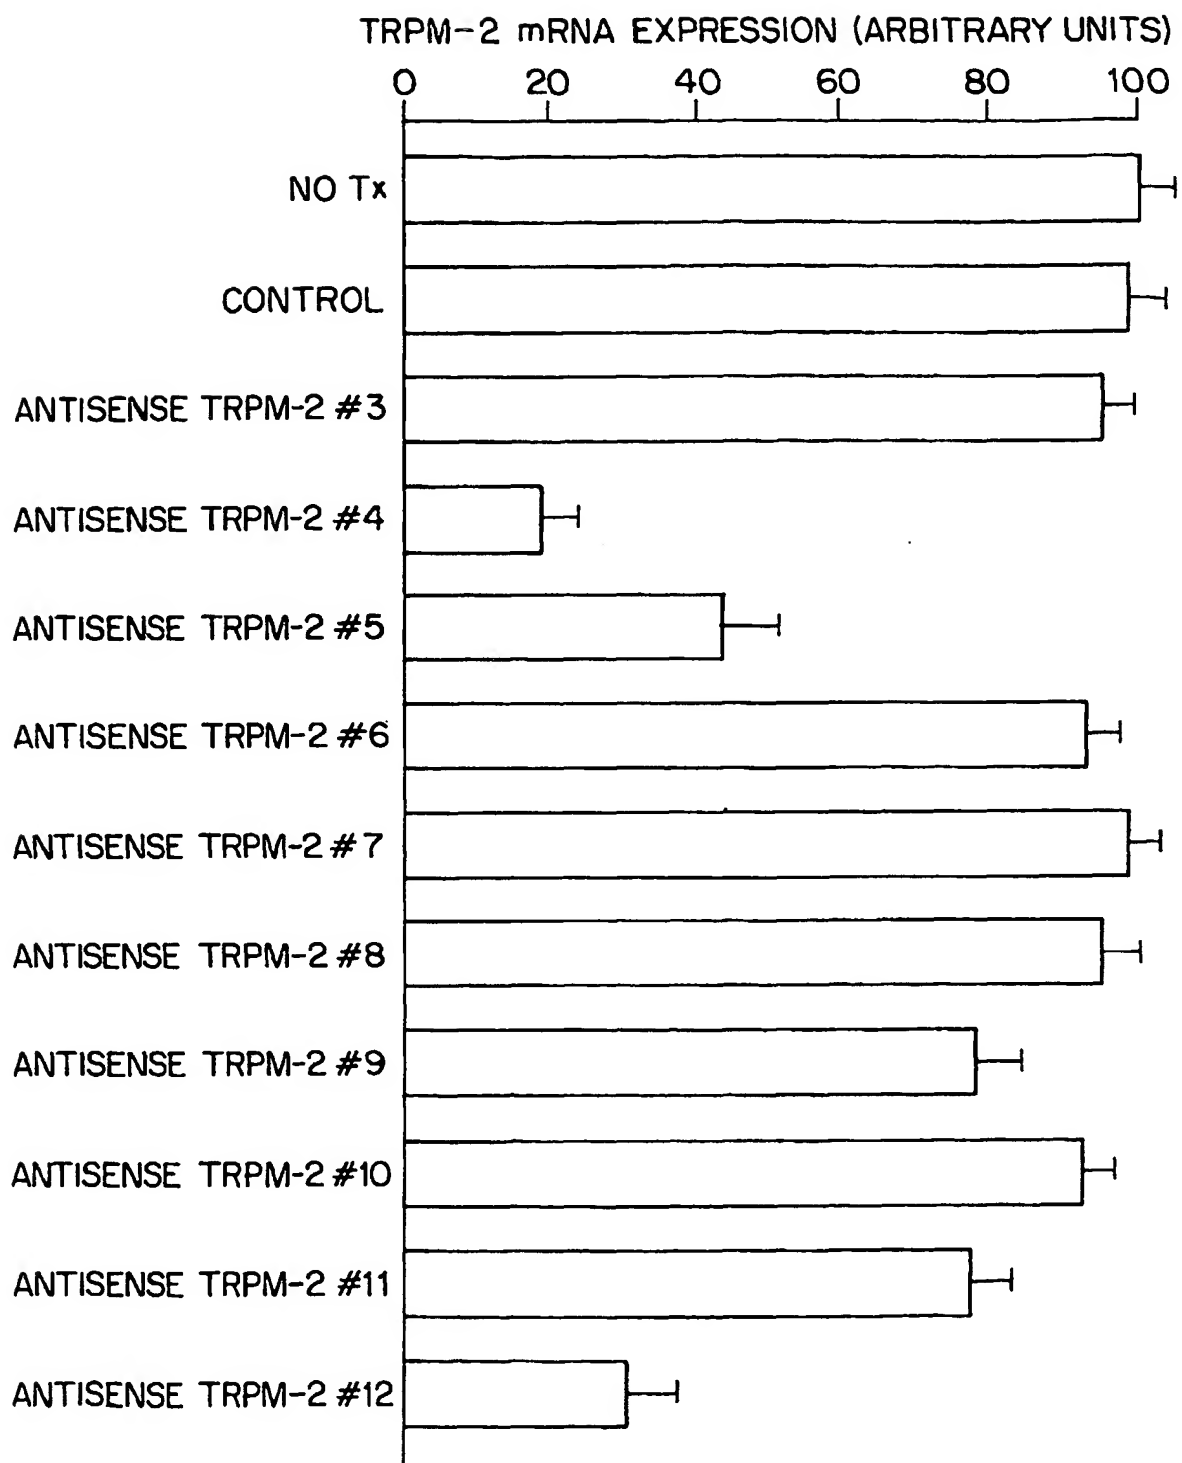 TRPM-2 mRNA EXPRESSION (ARBITRARY UNITS)
0 20 40 60 80 100
NO Tx
CONTROL
ANTISENSE TRPM-2 #3
ANTISENSE TRPM-2 #4
ANTISENSE TRPM-2 #5
ANTISENSE TRPM-2 #6
ANTISENSE TRPM-2 #7
ANTISENSE TRPM-2 #8
ANTISENSE TRPM-2 #9
ANTISENSE TRPM-2 #10
ANTISENSE TRPM-2 #11
ANTISENSE TRPM-2 #12